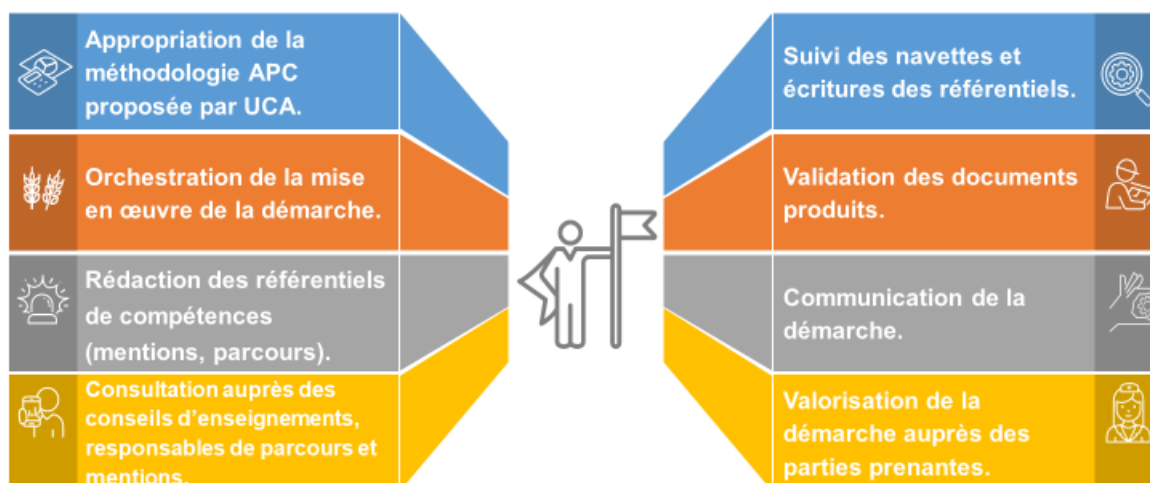 Appropriation de la
méthodologie APC
proposée par UCA.
Orchestration de la mise
en œuvre de la démarche.
Rédaction des référentiels
de compétences
(mentions, parcours).
Consultation auprès des
conseils d'enseignements,
responsables de parcours et
mentions.
Suivi des navettes et
écritures des référentiels.
Validation des documents
produits.
Communication de la
démarche.
Valorisation de la
démarche auprès des
parties prenantes.